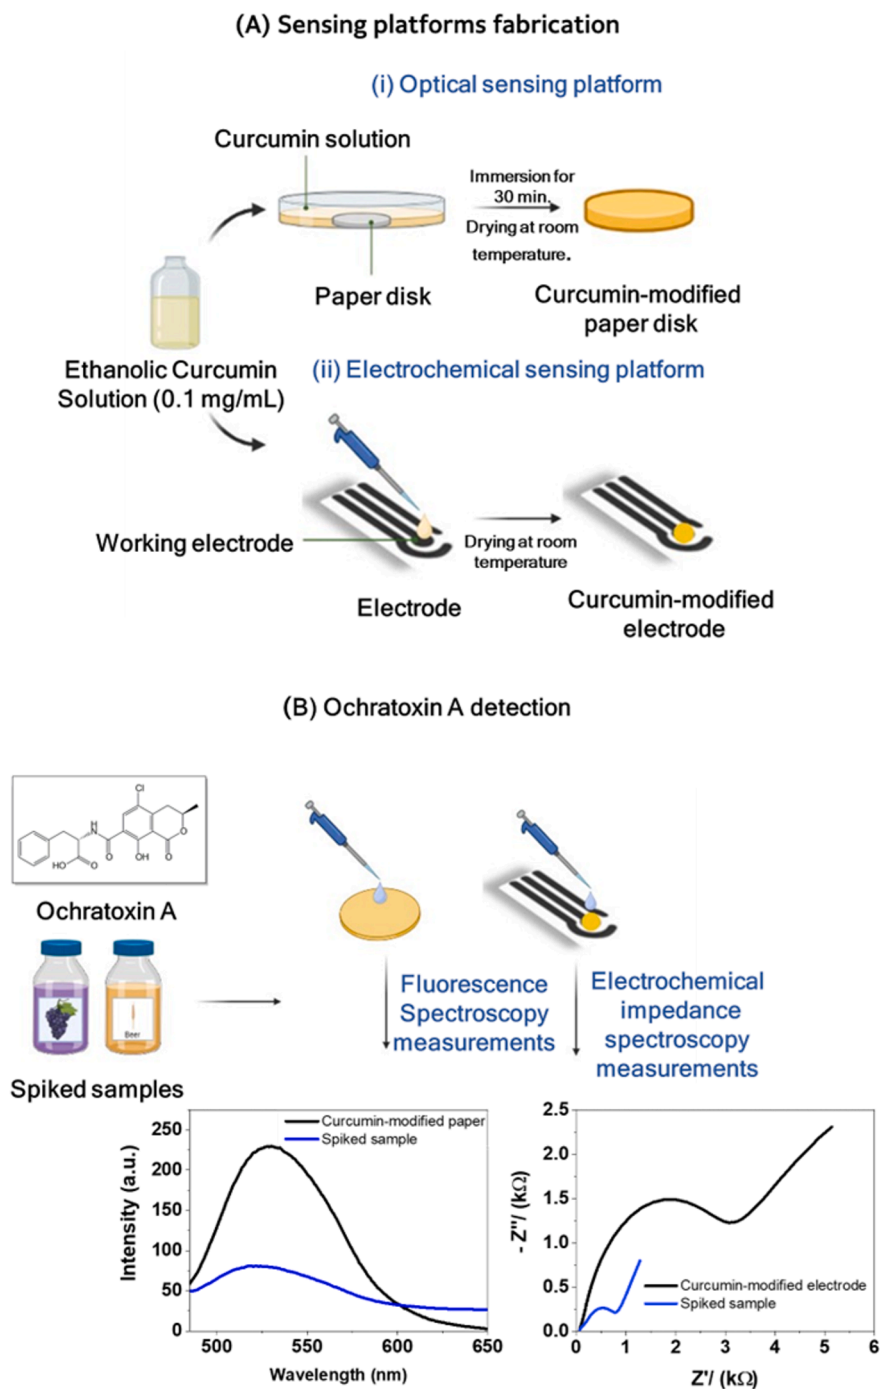 (A) Sensing platforms fabrication
(i) Optical sensing platform
Curcumin solution
Immersion for
30 min.
Drying at room
temperature.
Paper disk
Curcumin-modified
paper disk
Ethanolic Curcumin
Solution (0.1 mg/mL)
(ii) Electrochemical sensing platform
Working electrode
Drying at room
temperature
Electrode
Curcumin-modified
electrode
(B) Ochratoxin A detection
Cl
H
N
O
HO
O
O
OH
O
Ochratoxin A
Beer
Spiked samples
Fluorescence
Spectroscopy
measurements
Electrochemical
impedance
spectroscopy
measurements
Intensity (a.u.)
250
200
150
100
50
0
500
550
600
650
Wavelength (nm)
Curcumin-modified paper
Spiked sample
- Z''/ (kΩ)
2.5
2.0
1.5
1.0
0.5
0.0
0
1
2
3
4
5
6
Z'/ (kΩ)
Curcumin-modified electrode
Spiked sample